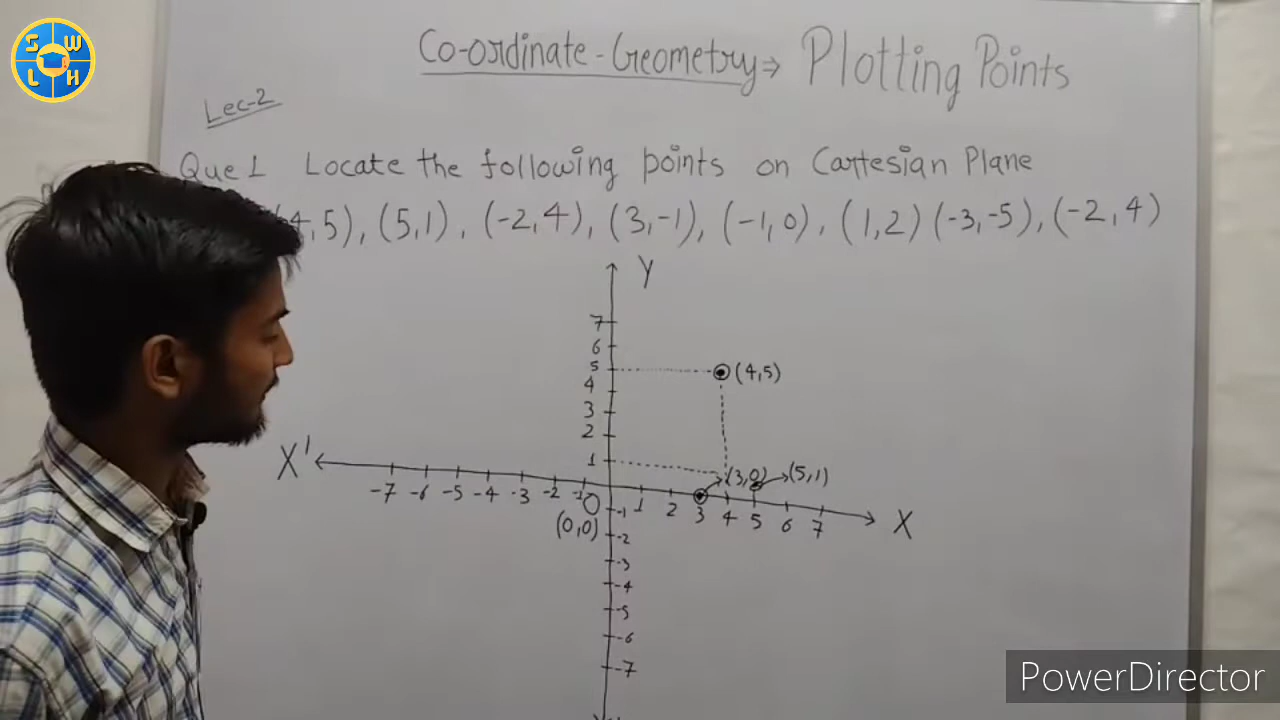 S W
L H
Co-ordinate-Geometry⇒ Plotting Points
Lec-2
Que 1 Locate the following points on Cartesian Plane
4,5), (5,1), (-2,4), (3,-1), (-1,0), (1,2) (-3,-5), (-2,4)
Y
7
6
5 (4,5)
4
3
2
1
X' (3,0) (5,1)
-7 -6 -5 -4 -3 -2 -1 O 1 2 3 4 5 6 7 X
(0,0)
-1
-2
-3
-4
-5
-6
-7
PowerDirector